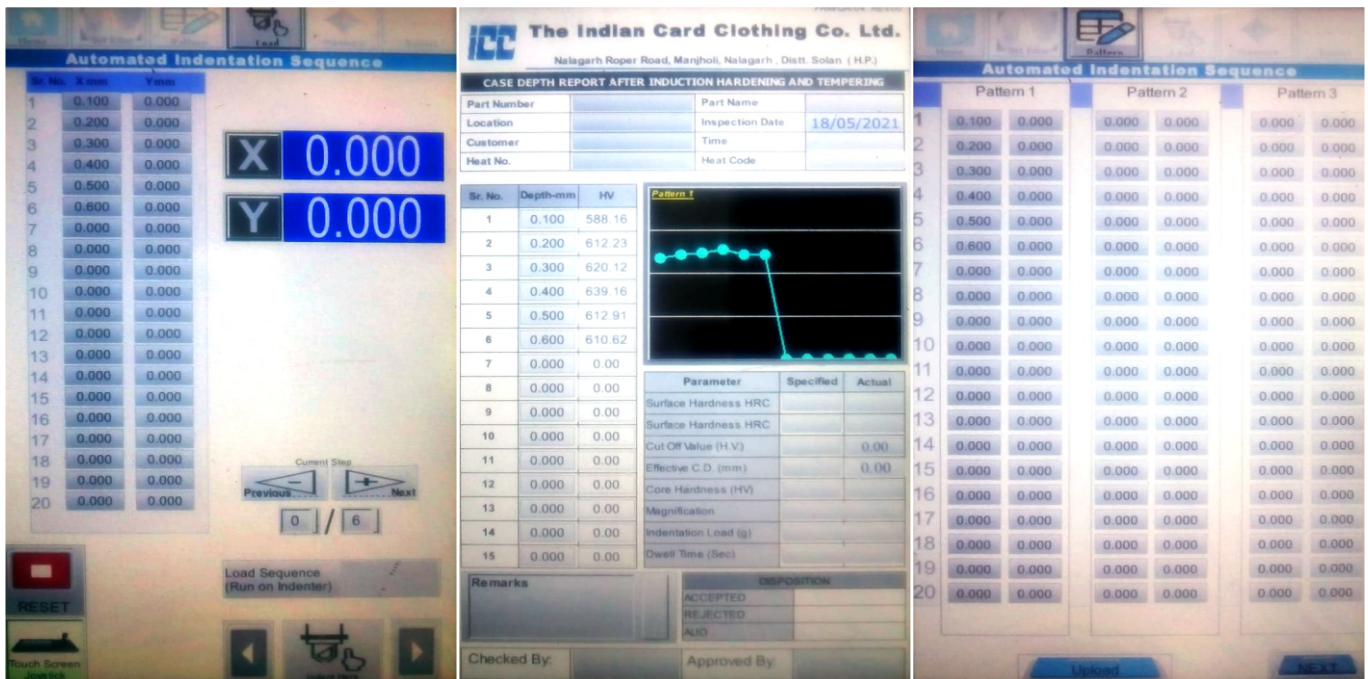 Load
Automated Indentation Sequence
Sr. No. X mm Y mm
1 0.100 0.000
2 0.200 0.000
3 0.300 0.000
4 0.400 0.000
5 0.500 0.000
6 0.600 0.000
7 0.000 0.000
8 0.000 0.000
9 0.000 0.000
10 0.000 0.000
11 0.000 0.000
12 0.000 0.000
13 0.000 0.000
14 0.000 0.000
15 0.000 0.000
16 0.000 0.000
17 0.000 0.000
18 0.000 0.000
19 0.000 0.000
20 0.000 0.000
X 0.000
Y 0.000
Current Step
Previous Next
0 / 6
Load Sequence
(Run on Indenter)
RESET
Touch Screen
Joystick
ICC The Indian Card Clothing Co. Ltd.
Nalagarh Roper Road, Manjholi, Nalagarh , Distt. Solan ( H.P.)
CASE DEPTH REPORT AFTER INDUCTION HARDENING AND TEMPERING
Part Number Part Name
Location Inspection Date 18/05/2021
Customer Time
Heat No. Heat Code
Sr. No. Depth-mm HV
1 0.100 588.16
2 0.200 612.23
3 0.300 620.12
4 0.400 639.16
5 0.500 612.91
6 0.600 610.62
7 0.000 0.00
8 0.000 0.00
9 0.000 0.00
10 0.000 0.00
11 0.000 0.00
12 0.000 0.00
13 0.000 0.00
14 0.000 0.00
15 0.000 0.00
Pattern 1
Parameter Specified Actual
Surface Hardness HRC
Surface Hardness HRC
Cut Off Value (H.V.) 0.00
Effective C.D. (mm) 0.00
Core Hardness (HV)
Magnification
Indentation Load (g)
Dwell Time (Sec)
Remarks
DISPOSITION
ACCEPTED
REJECTED
AUD
Checked By: Approved By:
Home Pattern
Automated Indentation Sequence
Pattern 1 Pattern 2 Pattern 3
1 0.100 0.000 0.000 0.000 0.000 0.000
2 0.200 0.000 0.000 0.000 0.000 0.000
3 0.300 0.000 0.000 0.000 0.000 0.000
4 0.400 0.000 0.000 0.000 0.000 0.000
5 0.500 0.000 0.000 0.000 0.000 0.000
6 0.600 0.000 0.000 0.000 0.000 0.000
7 0.000 0.000 0.000 0.000 0.000 0.000
8 0.000 0.000 0.000 0.000 0.000 0.000
9 0.000 0.000 0.000 0.000 0.000 0.000
10 0.000 0.000 0.000 0.000 0.000 0.000
11 0.000 0.000 0.000 0.000 0.000 0.000
12 0.000 0.000 0.000 0.000 0.000 0.000
13 0.000 0.000 0.000 0.000 0.000 0.000
14 0.000 0.000 0.000 0.000 0.000 0.000
15 0.000 0.000 0.000 0.000 0.000 0.000
16 0.000 0.000 0.000 0.000 0.000 0.000
17 0.000 0.000 0.000 0.000 0.000 0.000
18 0.000 0.000 0.000 0.000 0.000 0.000
19 0.000 0.000 0.000 0.000 0.000 0.000
20 0.000 0.000 0.000 0.000 0.000 0.000
Upload NEXT